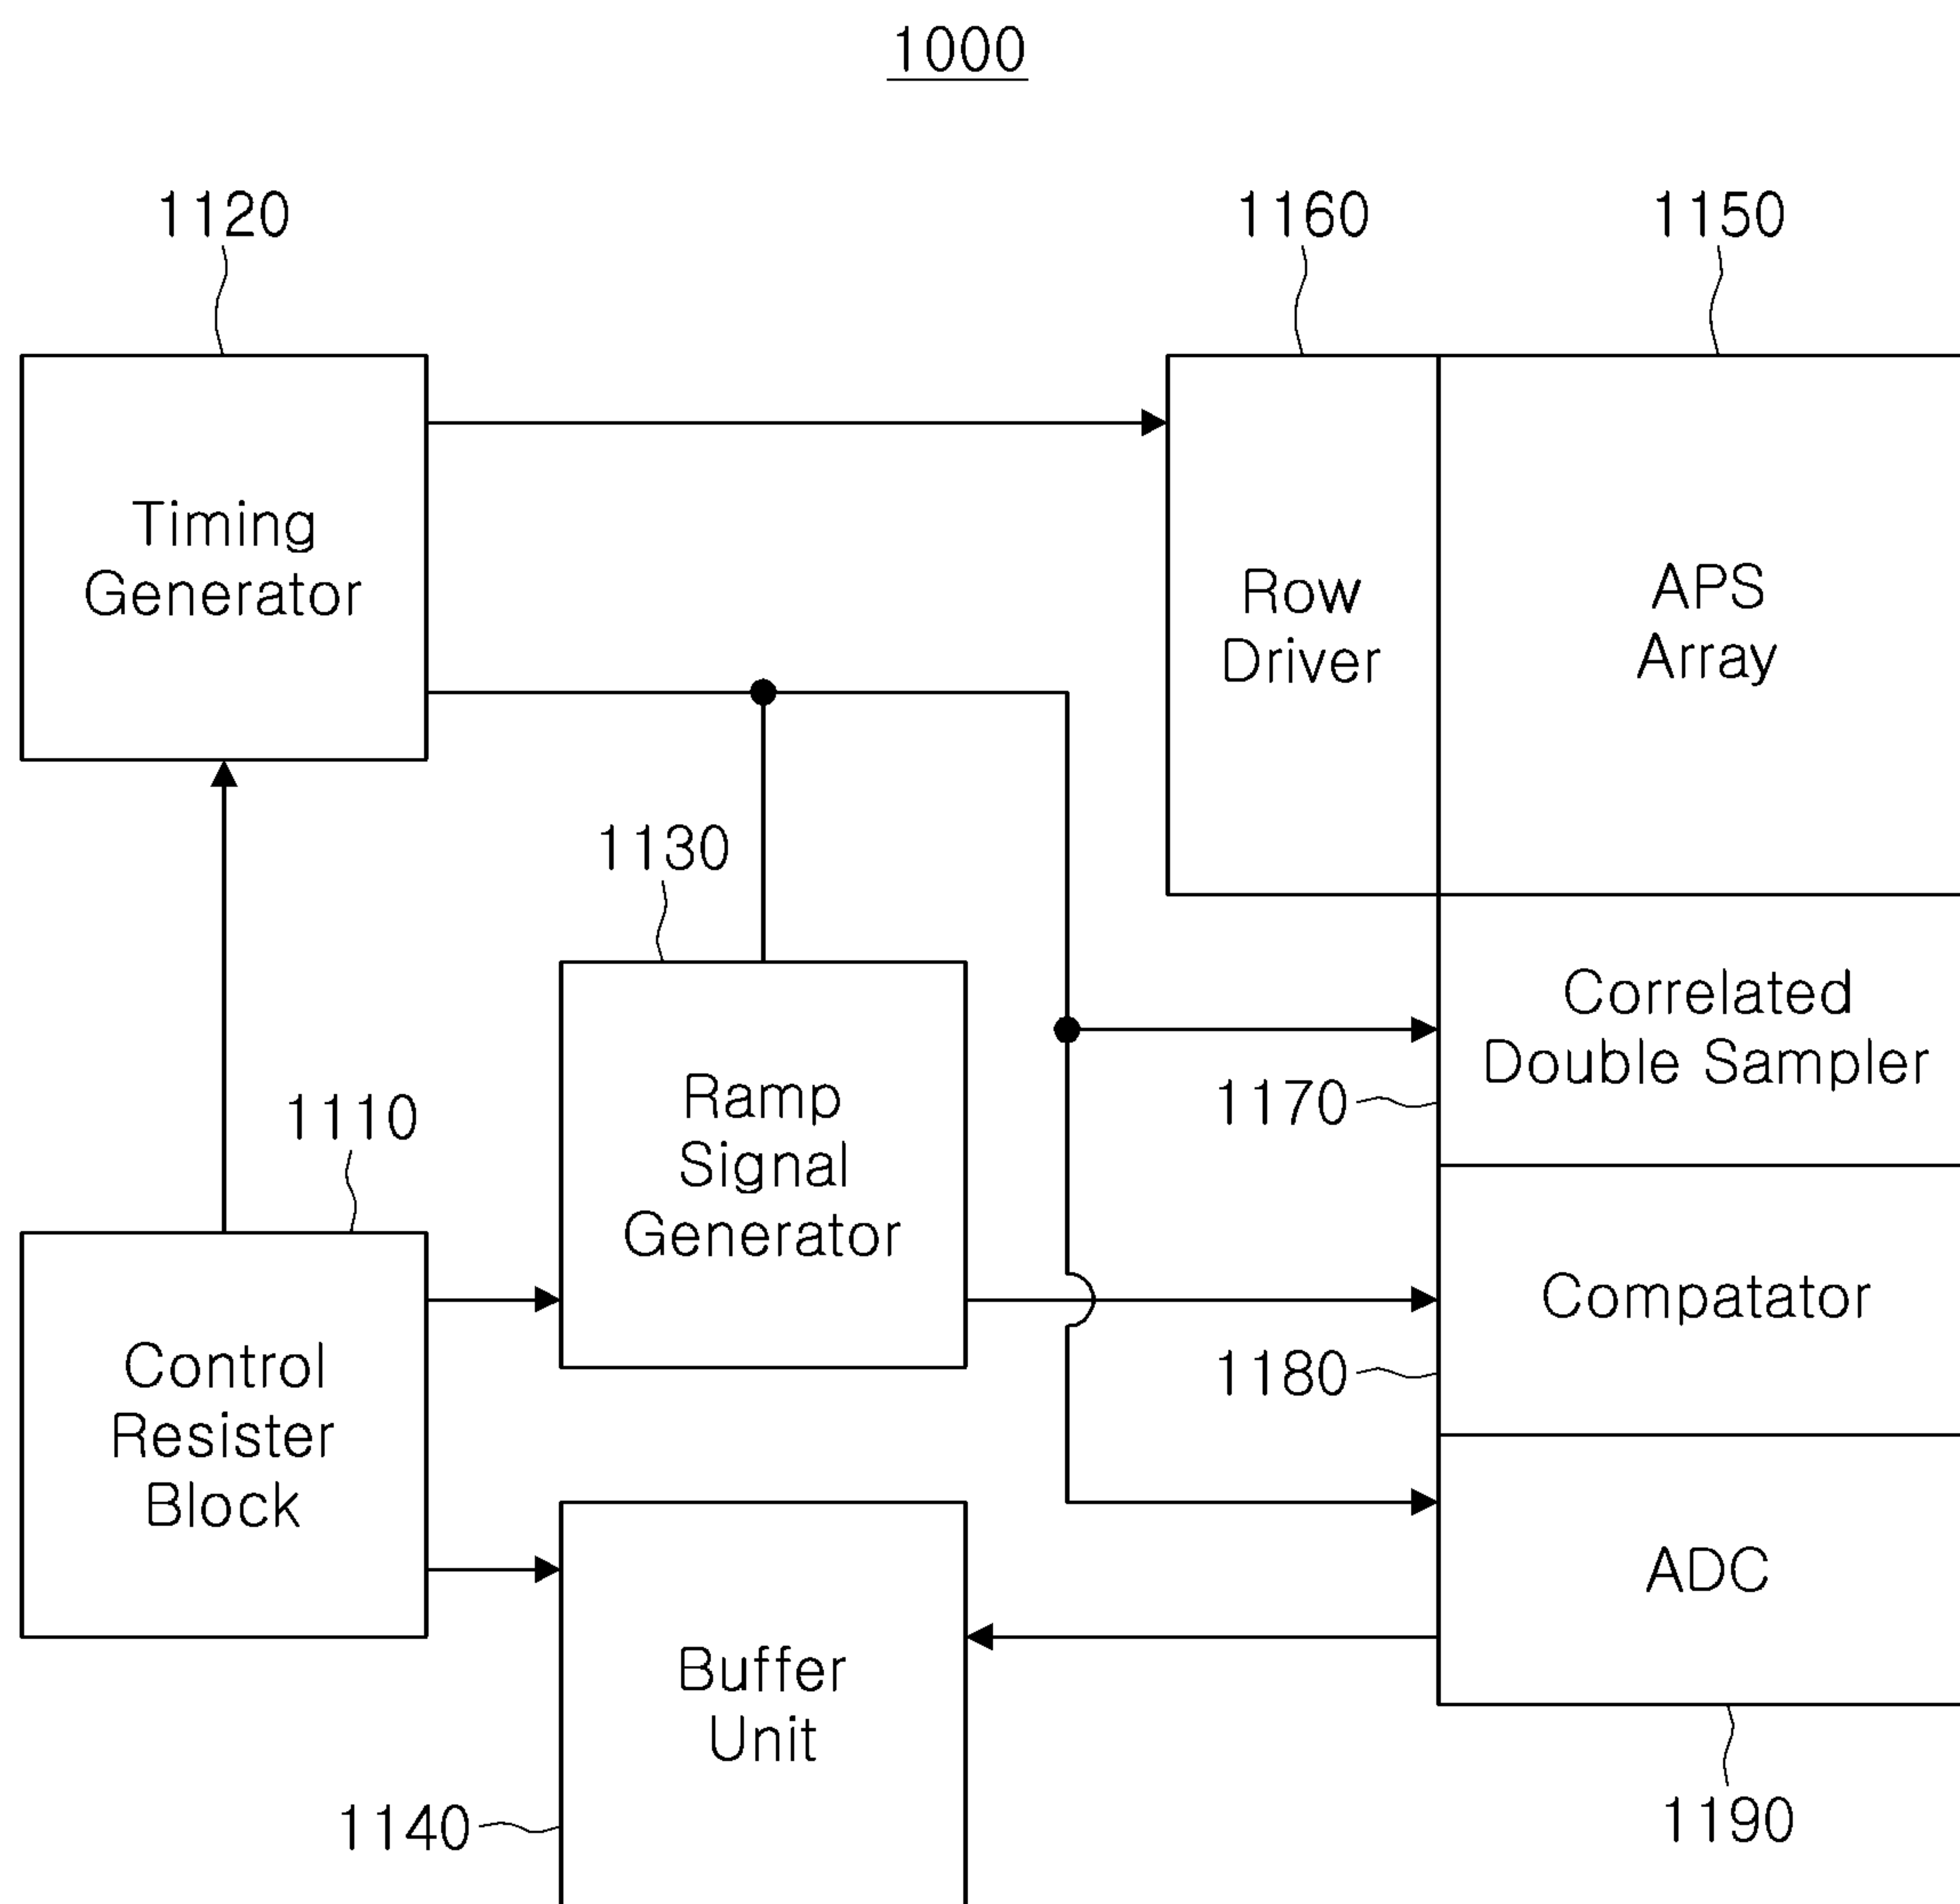 1000
1120
1160
1150
Timing
Generator
Row
Driver
APS
Array
1130
Ramp
Signal
Generator
Correlated
Double Sampler
1170
1110
Control
Resister
Block
Compatator
1180
Buffer
Unit
1140
ADC
1190